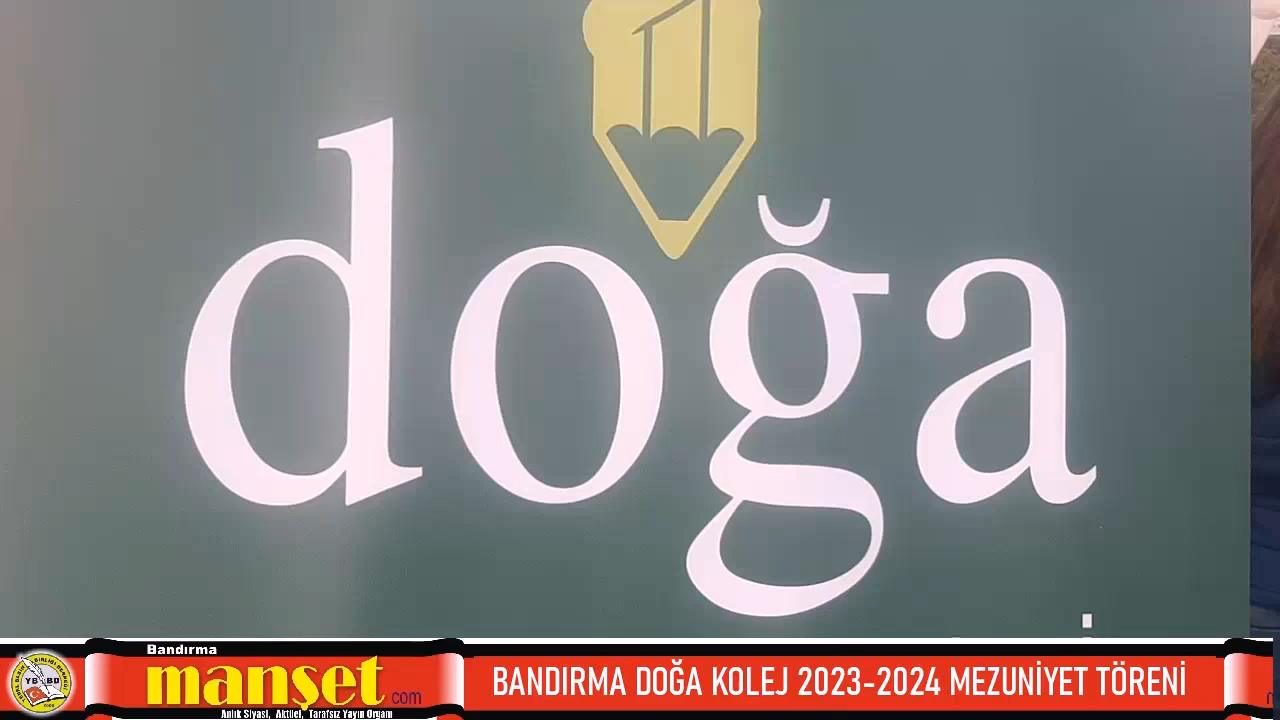 doğa
Bandırma
manşet
com
Anlık Siyasi, Aktüel, Tarafsız Yayın Organı
BANDIRMA DOĞA KOLEJ 2023-2024 MEZUNİYET TÖRENİ